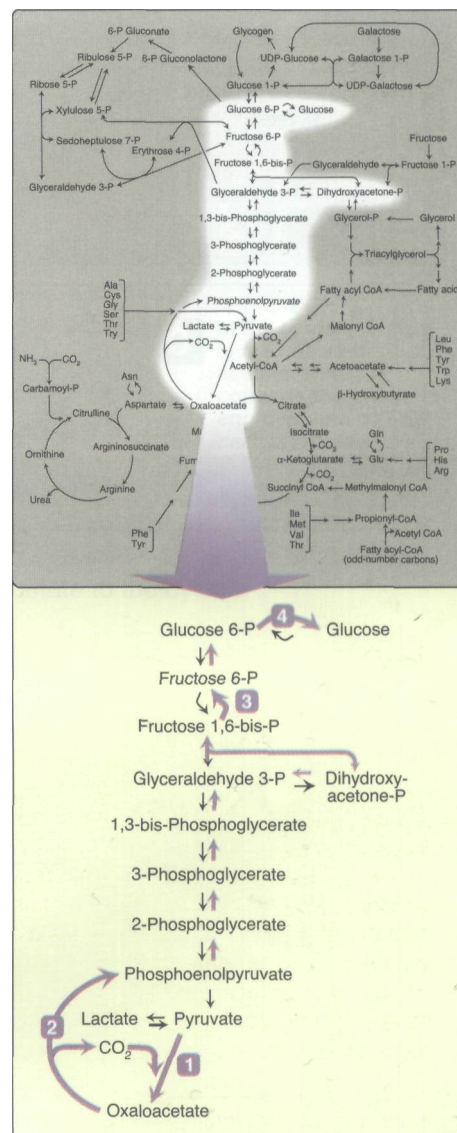 6-P Gluconate
Glycogen
Galactose
Ribulose 5-P
6-P Gluconolactone
UDP-Glucose
Galactose 1-P
Ribose 5-P
Glucose 1-P
UDP-Galactose
Xylulose 5-P
Glucose 6-P
Glucose
Sedoheptulose 7-P
Fructose 6-P
Erythrose 4-P
Fructose
Fructose 1,6-bis-P
Glyceraldehyde
Fructose 1-P
Glyceraldehyde 3-P
Glyceraldehyde 3-P
Dihydroxyacetone-P
1,3-bis-Phosphoglycerate
Glycerol-P
Glycerol
3-Phosphoglycerate
Triacylglycerol
2-Phosphoglycerate
Ala
Cys
Gly
Ser
Thr
Try
Fatty acyl CoA
Fatty acid
Phosphoenolpyruvate
Lactate
Pyruvate
Malonyl CoA
CO2
CO2
Leu
Phe
Tyr
Trp
Lys
NH3
CO2
Acetyl-CoA
Acetoacetate
Asn
β-Hydroxybutyrate
Carbamoyl-P
Citrulline
Aspartate
Oxaloacetate
Citrate
Ma
Isocitrate
Gln
Argininosuccinate
CO2
Pro
His
Arg
Ornithine
Fum
α-Ketoglutarate
Glu
CO2
Arginine
Succinyl CoA
Methylmalonyl CoA
Urea
Ile
Met
Val
Thr
Propionyl-CoA
Phe
Tyr
Acetyl CoA
Fatty acyl-CoA
(odd-number carbons)
4
Glucose 6-P
Glucose
Fructose 6-P
3
Fructose 1,6-bis-P
Glyceraldehyde 3-P
Dihydroxy-
acetone-P
1,3-bis-Phosphoglycerate
3-Phosphoglycerate
2-Phosphoglycerate
Phosphoenolpyruvate
Lactate
Pyruvate
2
CO2
1
Oxaloacetate